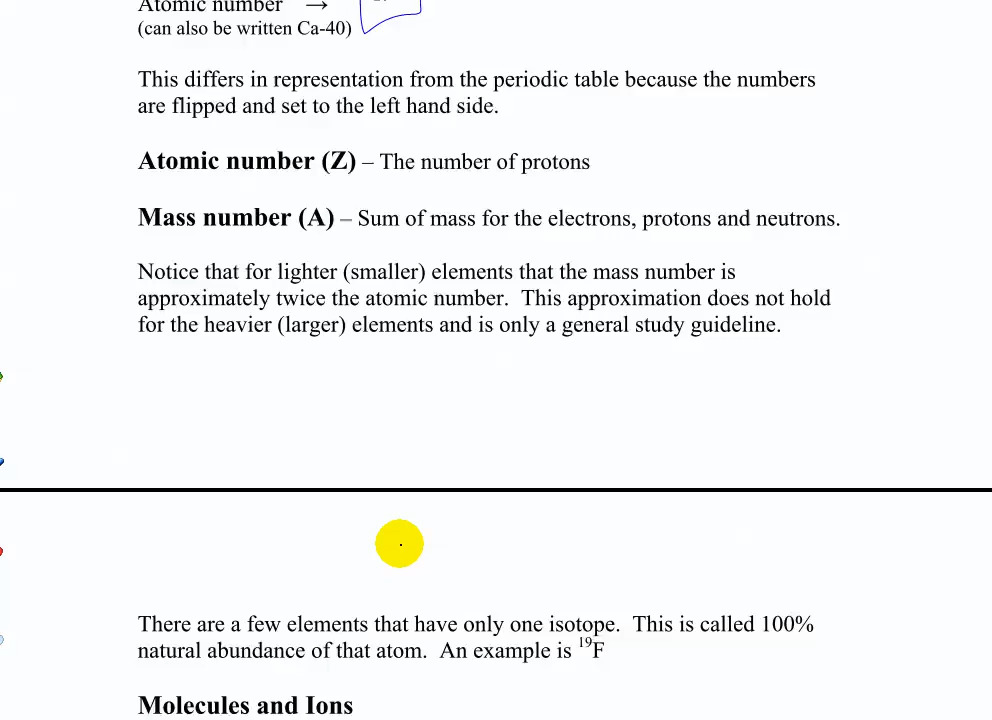 Atomic number →
(can also be written Ca-40)
This differs in representation from the periodic table because the numbers
are flipped and set to the left hand side.
Atomic number (Z) – The number of protons
Mass number (A) – Sum of mass for the electrons, protons and neutrons.
Notice that for lighter (smaller) elements that the mass number is
approximately twice the atomic number.  This approximation does not hold
for the heavier (larger) elements and is only a general study guideline.
There are a few elements that have only one isotope.  This is called 100%
natural abundance of that atom.  An example is ¹⁹F
Molecules and Ions